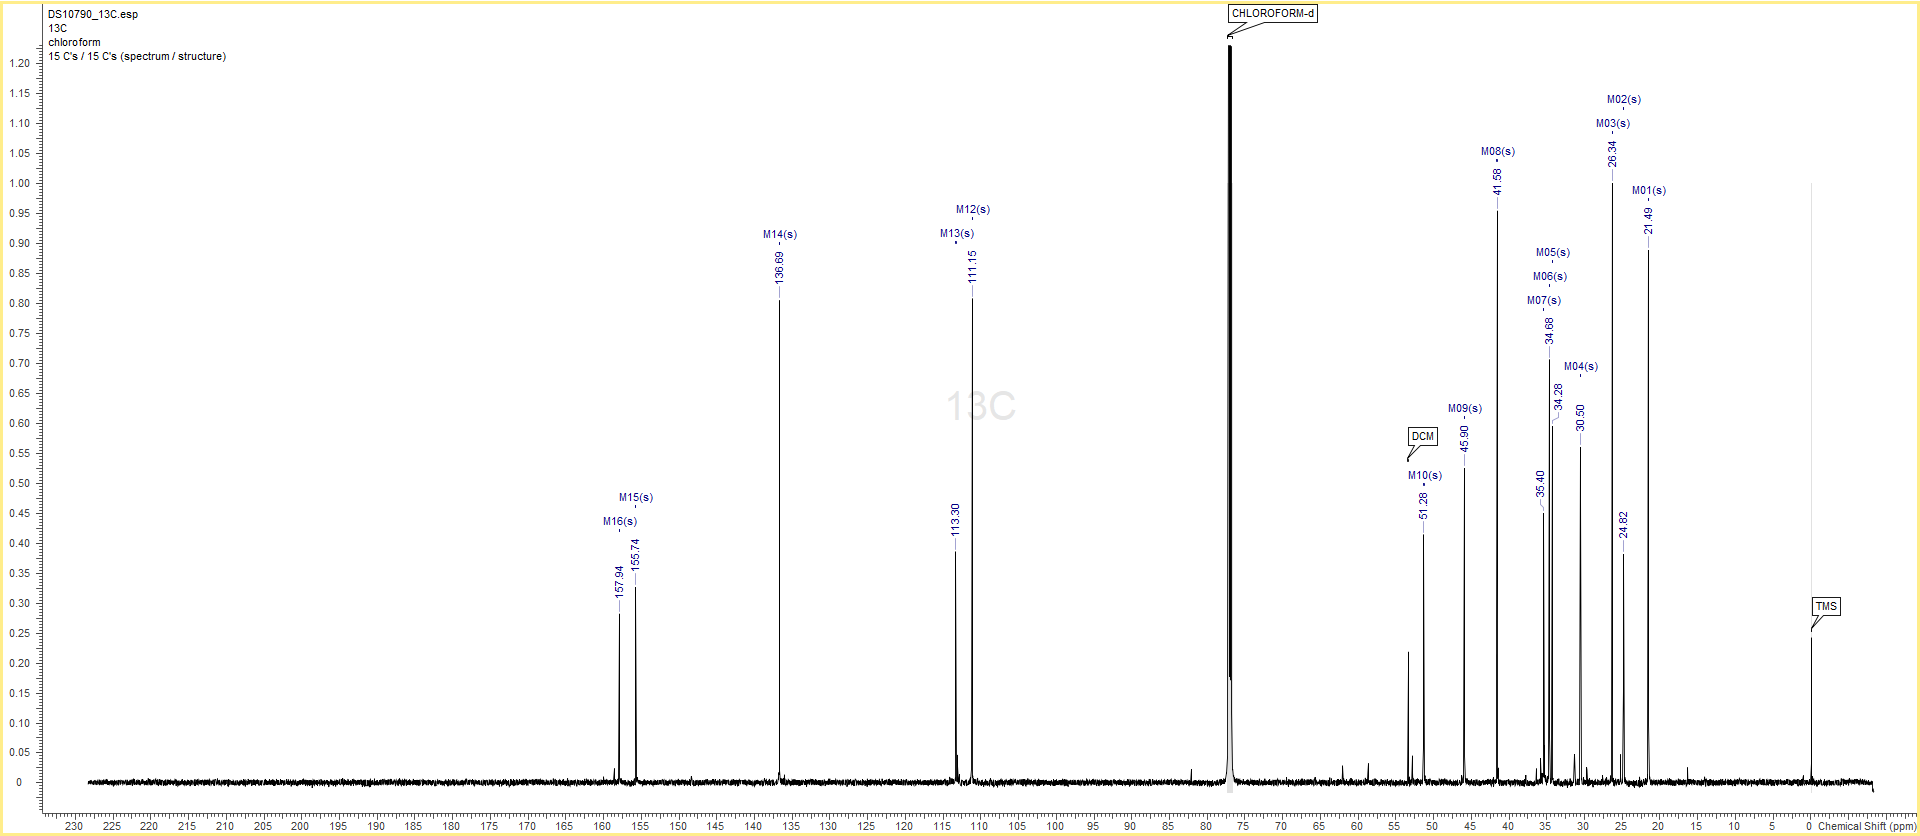 DS10790_13C.esp
13C
chloroform
15 C's / 15 C's (spectrum / structure)
CHLOROFORM-d
M02(s)
M03(s)
26.34
M08(s)
41.58
M01(s)
21.49
M12(s)
M13(s)
111.15
M14(s)
136.69
M05(s)
M06(s)
M07(s)
34.68
M04(s)
34.28
30.50
13C
M09(s)
45.90
DCM
M10(s)
51.28
35.40
M15(s)
M16(s)
113.30
24.82
155.74
157.94
TMS
1.20
1.15
1.10
1.05
1.00
0.95
0.90
0.85
0.80
0.75
0.70
0.65
0.60
0.55
0.50
0.45
0.40
0.35
0.30
0.25
0.20
0.15
0.10
0.05
0
230 225 220 215 210 205 200 195 190 185 180 175 170 165 160 155 150 145 140 135 130 125 120 115 110 105 100 95 90 85 80 75 70 65 60 55 50 45 40 35 30 25 20 15 10 5 0 Chemical Shift (ppm)